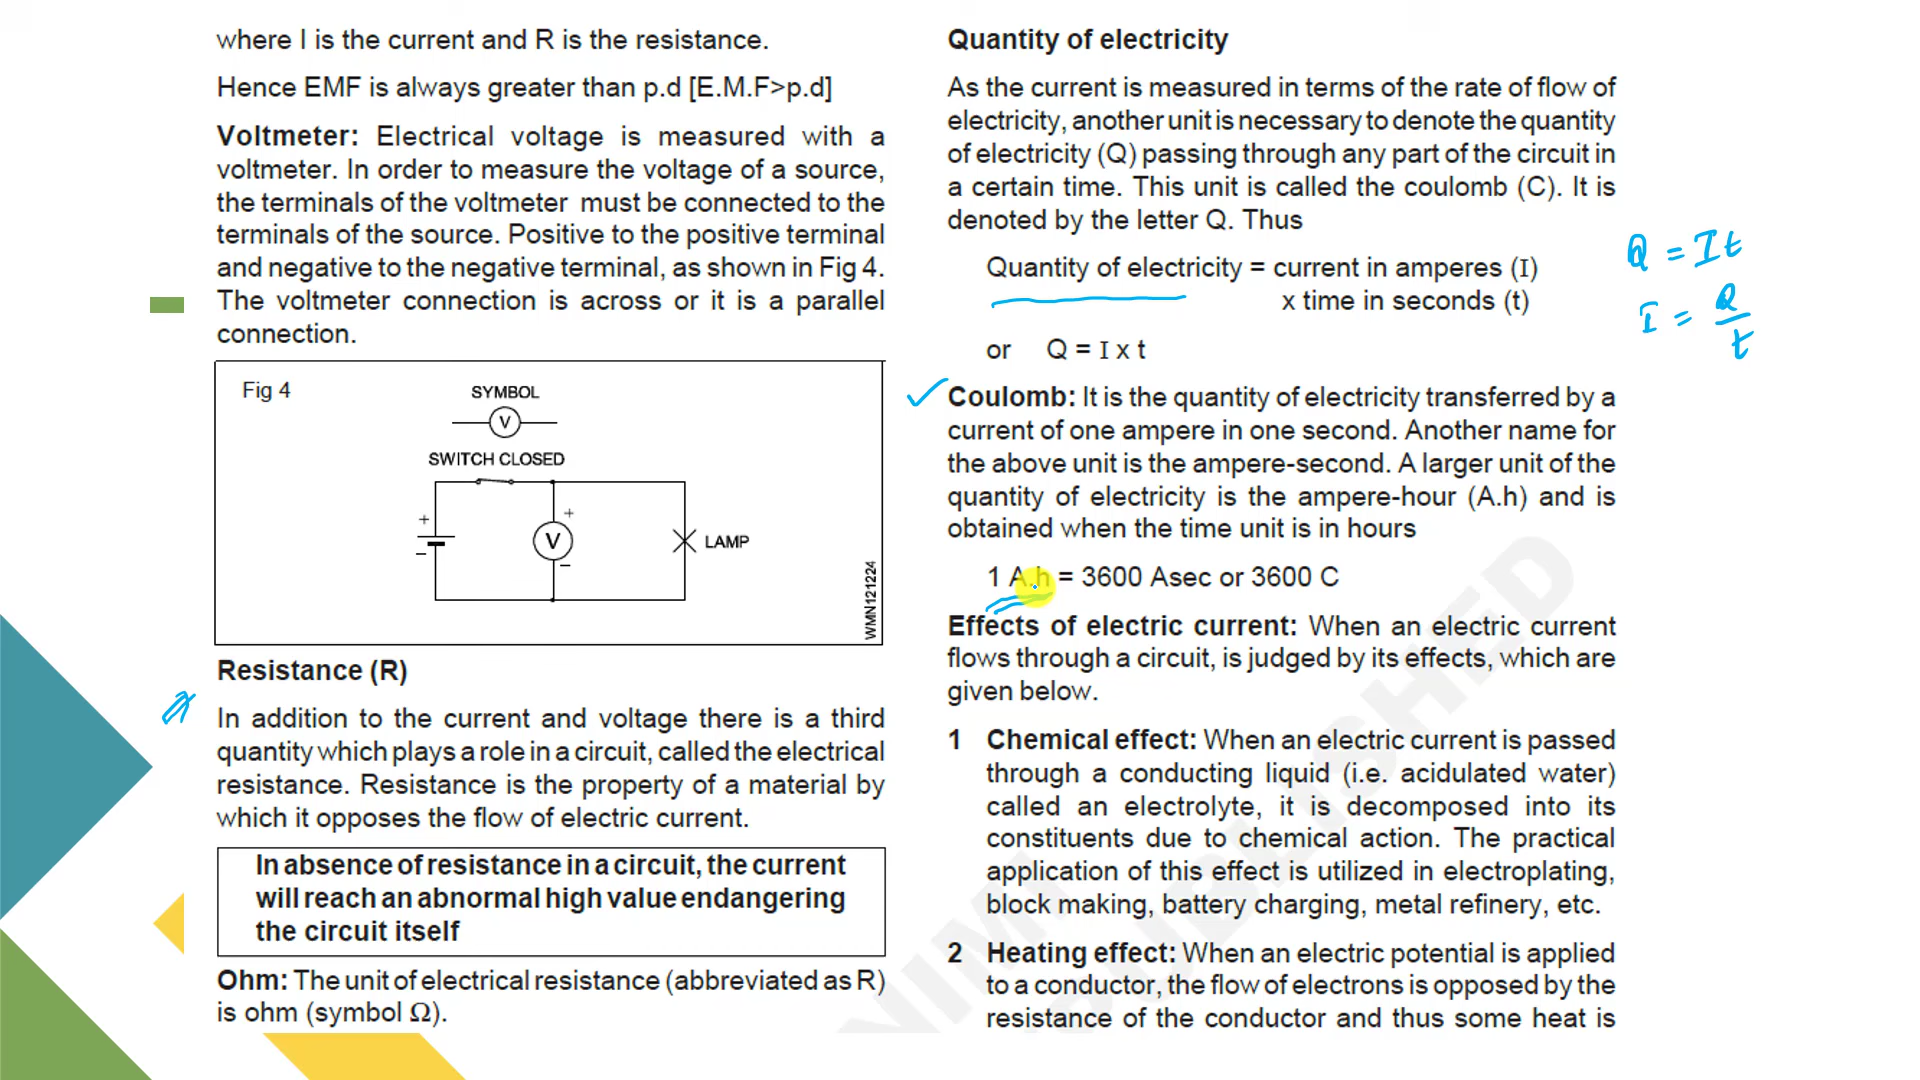 where I is the current and R is the resistance.
Hence EMF is always greater than p.d [E.M.F>p.d]
Voltmeter: Electrical voltage is measured with a
voltmeter. In order to measure the voltage of a source,
the terminals of the voltmeter must be connected to the
terminals of the source. Positive to the positive terminal
and negative to the negative terminal, as shown in Fig 4.
The voltmeter connection is across or it is a parallel
connection.
Fig 4
SYMBOL
V
SWITCH CLOSED
+
+
V
LAMP
–
–
WMN121224
Resistance (R)
In addition to the current and voltage there is a third
quantity which plays a role in a circuit, called the electrical
resistance. Resistance is the property of a material by
which it opposes the flow of electric current.
In absence of resistance in a circuit, the current
will reach an abnormal high value endangering
the circuit itself
Ohm: The unit of electrical resistance (abbreviated as R)
is ohm (symbol Ω).
Quantity of electricity
As the current is measured in terms of the rate of flow of
electricity, another unit is necessary to denote the quantity
of electricity (Q) passing through any part of the circuit in
a certain time. This unit is called the coulomb (C). It is
denoted by the letter Q. Thus
Quantity of electricity = current in amperes (I)
x time in seconds (t)
or Q = I x t
Q = It
I = Q
t
Coulomb: It is the quantity of electricity transferred by a
current of one ampere in one second. Another name for
the above unit is the ampere-second. A larger unit of the
quantity of electricity is the ampere-hour (A.h) and is
obtained when the time unit is in hours
1 A.h = 3600 Asec or 3600 C
Effects of electric current: When an electric current
flows through a circuit, is judged by its effects, which are
given below.
1 Chemical effect: When an electric current is passed
through a conducting liquid (i.e. acidulated water)
called an electrolyte, it is decomposed into its
constituents due to chemical action. The practical
application of this effect is utilized in electroplating,
block making, battery charging, metal refinery, etc.
2 Heating effect: When an electric potential is applied
to a conductor, the flow of electrons is opposed by the
resistance of the conductor and thus some heat is